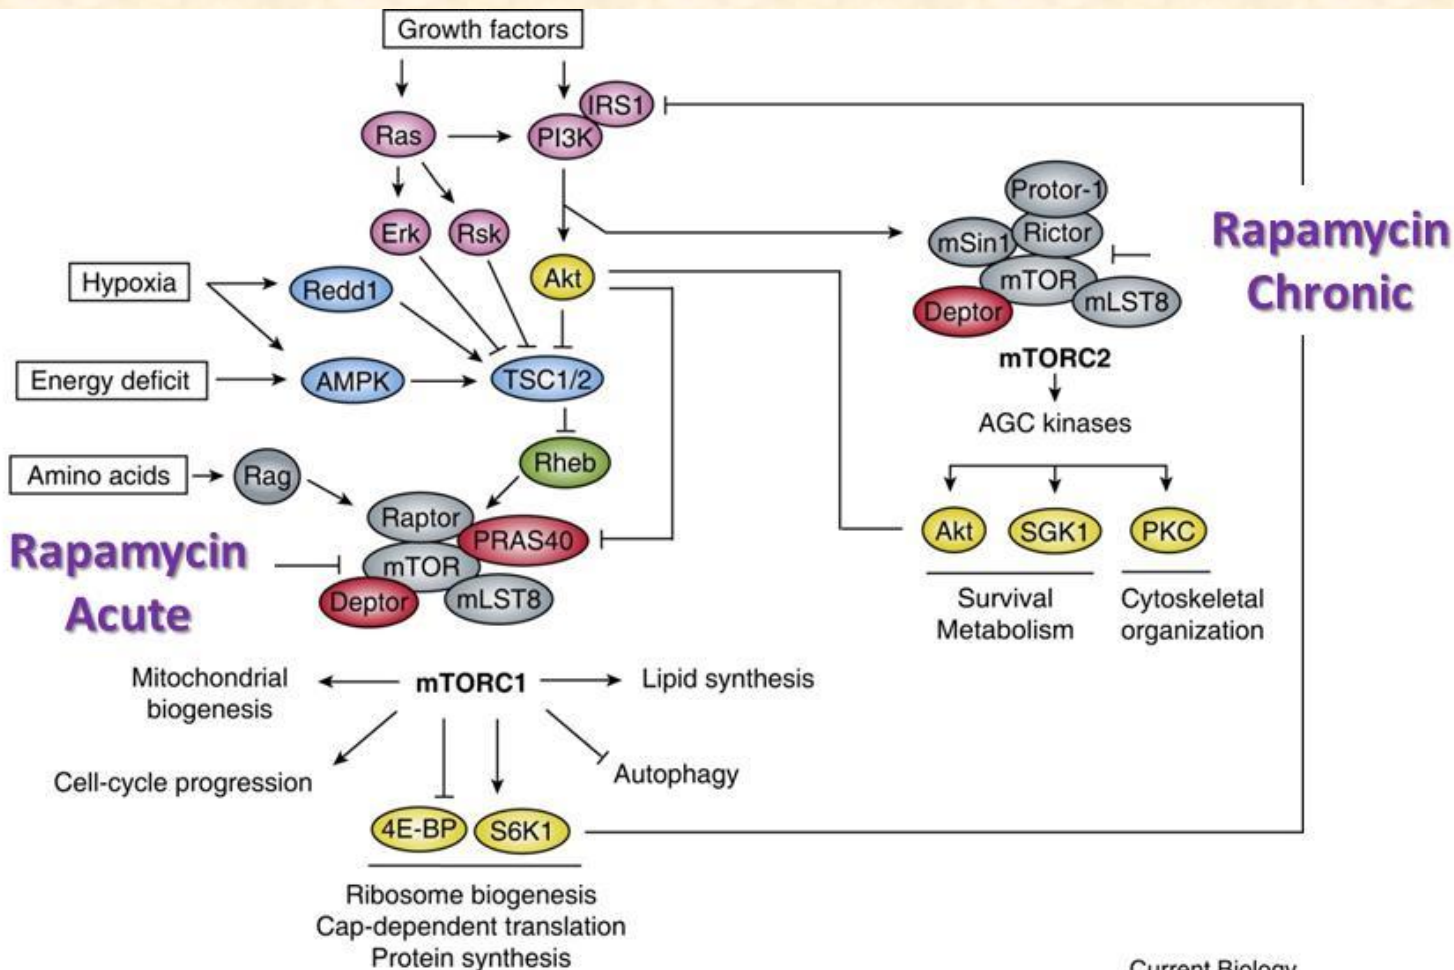 Growth factors
IRS1
Ras
PI3K
Protor-1
Erk
Rsk
mSin1
Rictor
Rapamycin
Chronic
Hypoxia
Redd1
Akt
mTOR
mLST8
Deptor
mTORC2
Energy deficit
AMPK
TSC1/2
AGC kinases
Amino acids
Rag
Rheb
Raptor
PRAS40
mTOR
Deptor
mLST8
Rapamycin
Acute
Akt
SGK1
PKC
Survival
Metabolism
Cytoskeletal
organization
Mitochondrial
biogenesis
mTORC1
Lipid synthesis
Cell-cycle progression
Autophagy
4E-BP
S6K1
Ribosome biogenesis
Cap-dependent translation
Protein synthesis
Current Biology